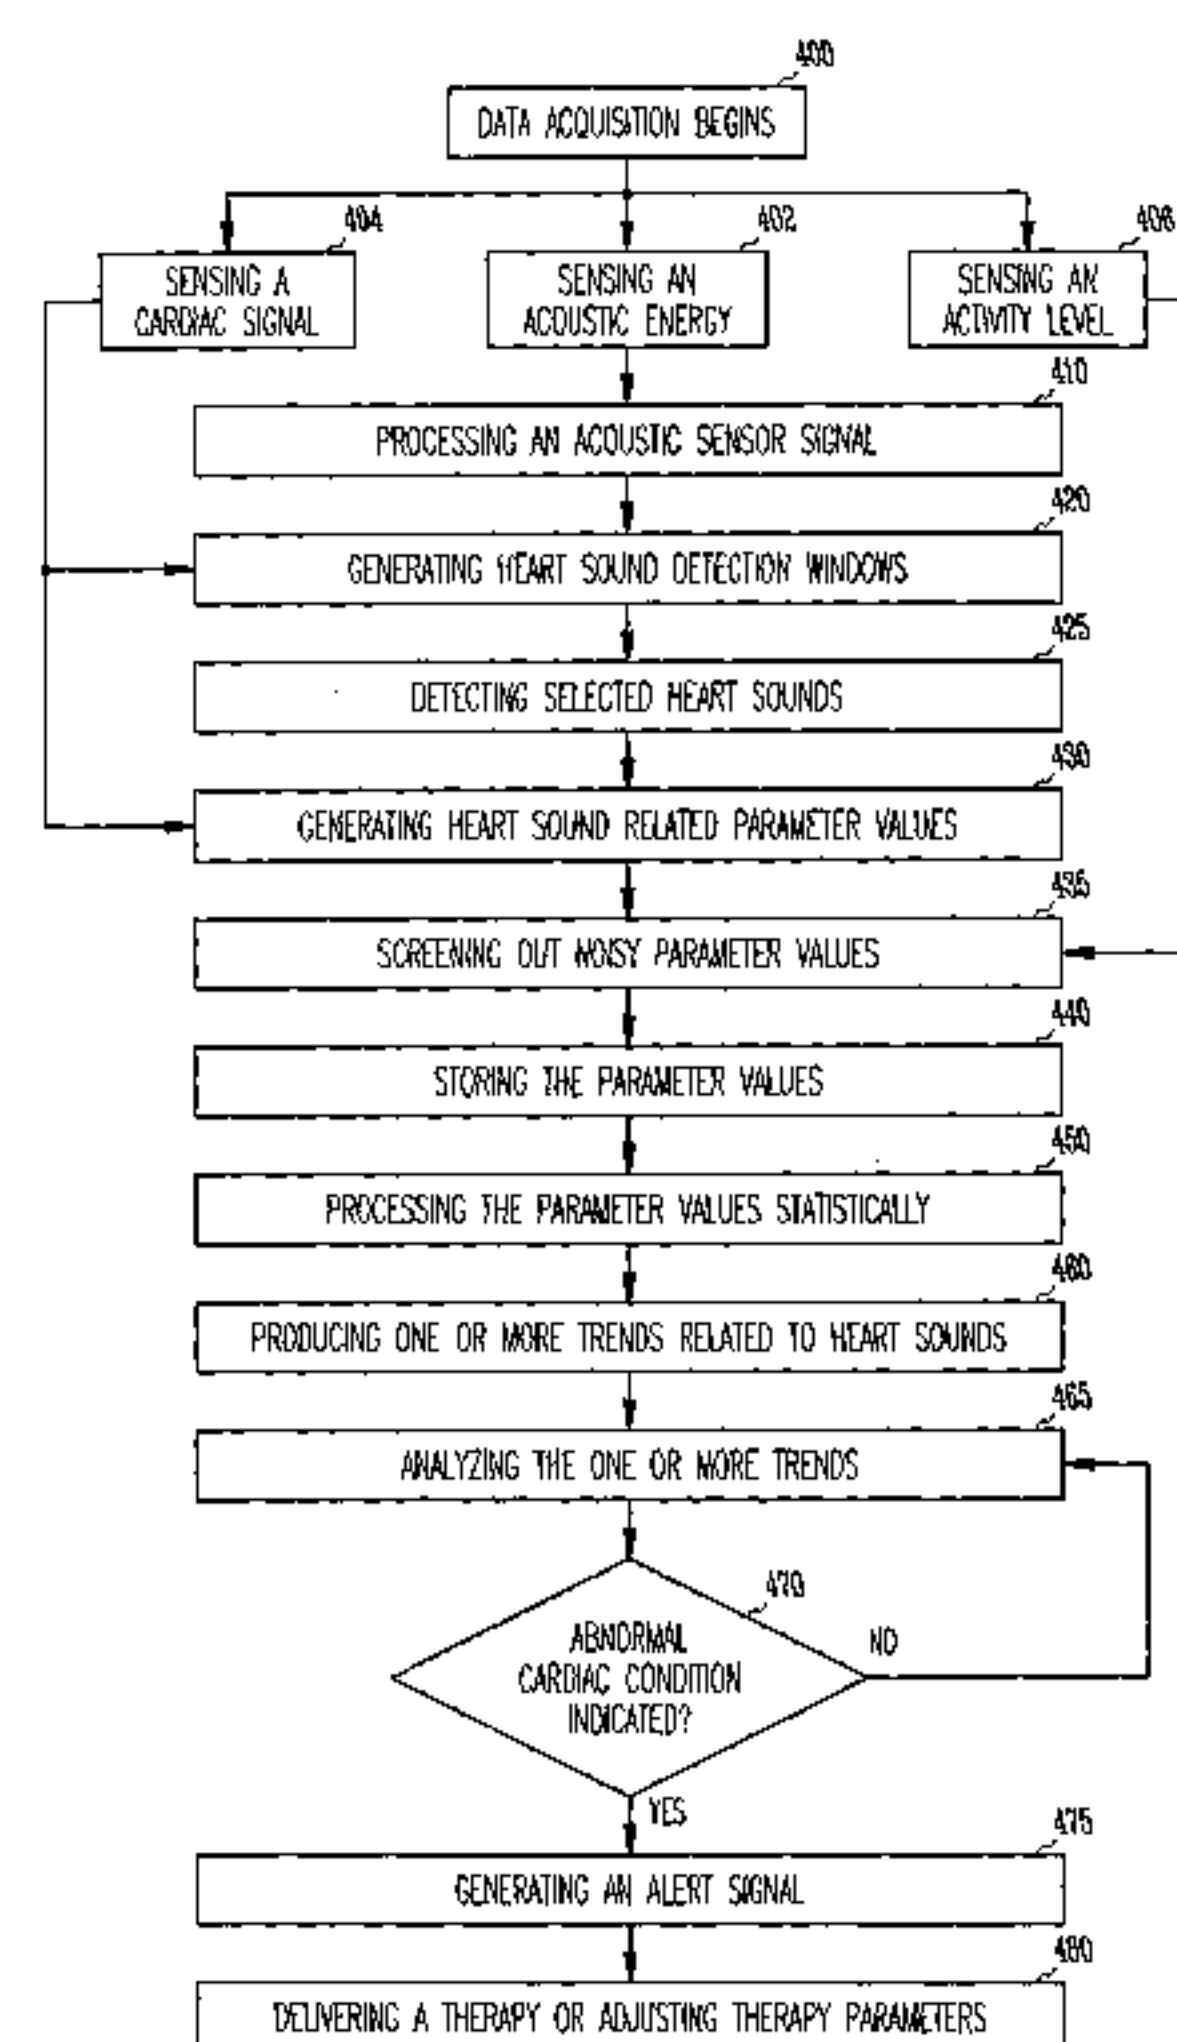 400
DATA ACQUISITION BEGINS
404
402
406
SENSING A
CARDIAC SIGNAL
SENSING AN
ACOUSTIC ENERGY
SENSING AN
ACTIVITY LEVEL
410
PROCESSING AN ACOUSTIC SENSOR SIGNAL
420
GENERATING HEART SOUND DETECTION WINDOWS
425
DETECTING SELECTED HEART SOUNDS
430
GENERATING HEART SOUND RELATED PARAMETER VALUES
435
SCREENING OUT NOISY PARAMETER VALUES
440
STORING THE PARAMETER VALUES
450
PROCESSING THE PARAMETER VALUES STATISTICALLY
460
PRODUCING ONE OR MORE TRENDS RELATED TO HEART SOUNDS
465
ANALYZING THE ONE OR MORE TRENDS
470
ABNORMAL
CARDIAC CONDITION
INDICATED?
NO
YES
475
GENERATING AN ALERT SIGNAL
480
DELIVERING A THERAPY OR ADJUSTING THERAPY PARAMETERS